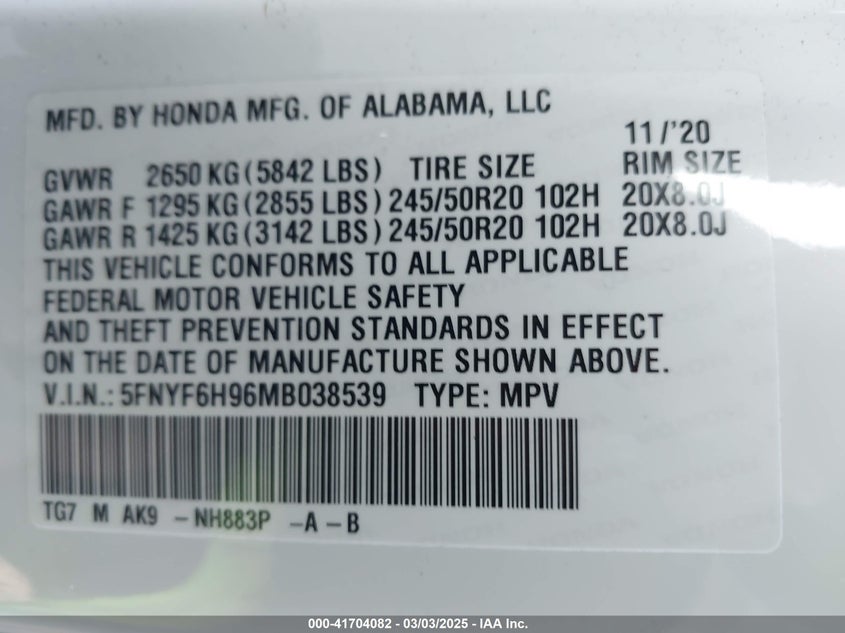 MFD. BY HONDA MFG. OF ALABAMA, LLC
11/'20
GVWR 2650 KG (5842 LBS) TIRE SIZE RIM SIZE
GAWR F 1295 KG (2855 LBS) 245/50R20 102H 20X8.0J
GAWR R 1425 KG (3142 LBS) 245/50R20 102H 20X8.0J
THIS VEHICLE CONFORMS TO ALL APPLICABLE
FEDERAL MOTOR VEHICLE SAFETY
AND THEFT PREVENTION STANDARDS IN EFFECT
ON THE DATE OF MANUFACTURE SHOWN ABOVE.
V.I.N.: 5FNYF6H96MB038539 TYPE: MPV
TG7 M AK9 -NH883P -A-B
000-41704082 - 03/03/2025 - IAA Inc.